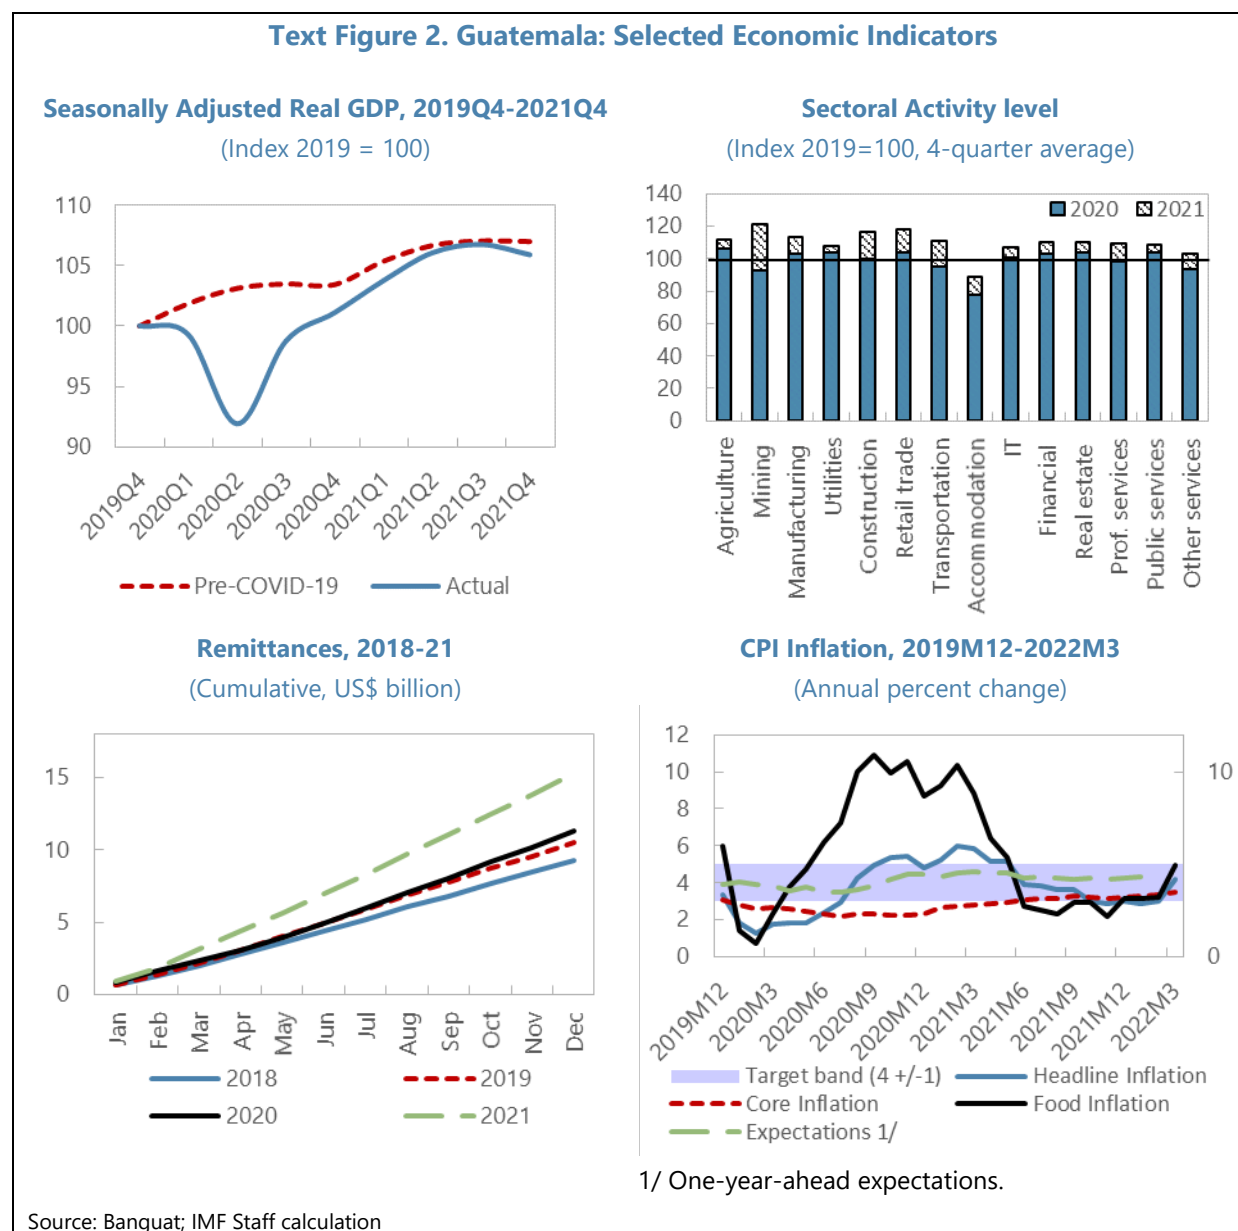 Text Figure 2. Guatemala: Selected Economic Indicators
Seasonally Adjusted Real GDP, 2019Q4-2021Q4
(Index 2019 = 100)
110
105
100
95
90
2019Q4
2020Q1
2020Q2
2020Q3
2020Q4
2021Q1
2021Q2
2021Q3
2021Q4
Pre-COVID-19
Actual
Sectoral Activity level
(Index 2019=100, 4-quarter average)
140
120
100
80
60
40
20
0
2020
2021
Agriculture
Mining
Manufacturing
Utilities
Construction
Retail trade
Transportation
Accommodation
IT
Financial
Real estate
Prof. services
Public services
Other services
Remittances, 2018-21
(Cumulative, US$ billion)
15
10
5
0
Jan
Feb
Mar
Apr
May
Jun
Jul
Aug
Sep
Oct
Nov
Dec
2018
2019
2020
2021
CPI Inflation, 2019M12-2022M3
(Annual percent change)
12
10
8
6
4
2
0
10
0
2019M12
2020M3
2020M6
2020M9
2020M12
2021M3
2021M6
2021M9
2021M12
2022M3
Target band (4 +/-1)
Headline Inflation
Core Inflation
Food Inflation
Expectations 1/
1/ One-year-ahead expectations.
Source: Banguat; IMF Staff calculation